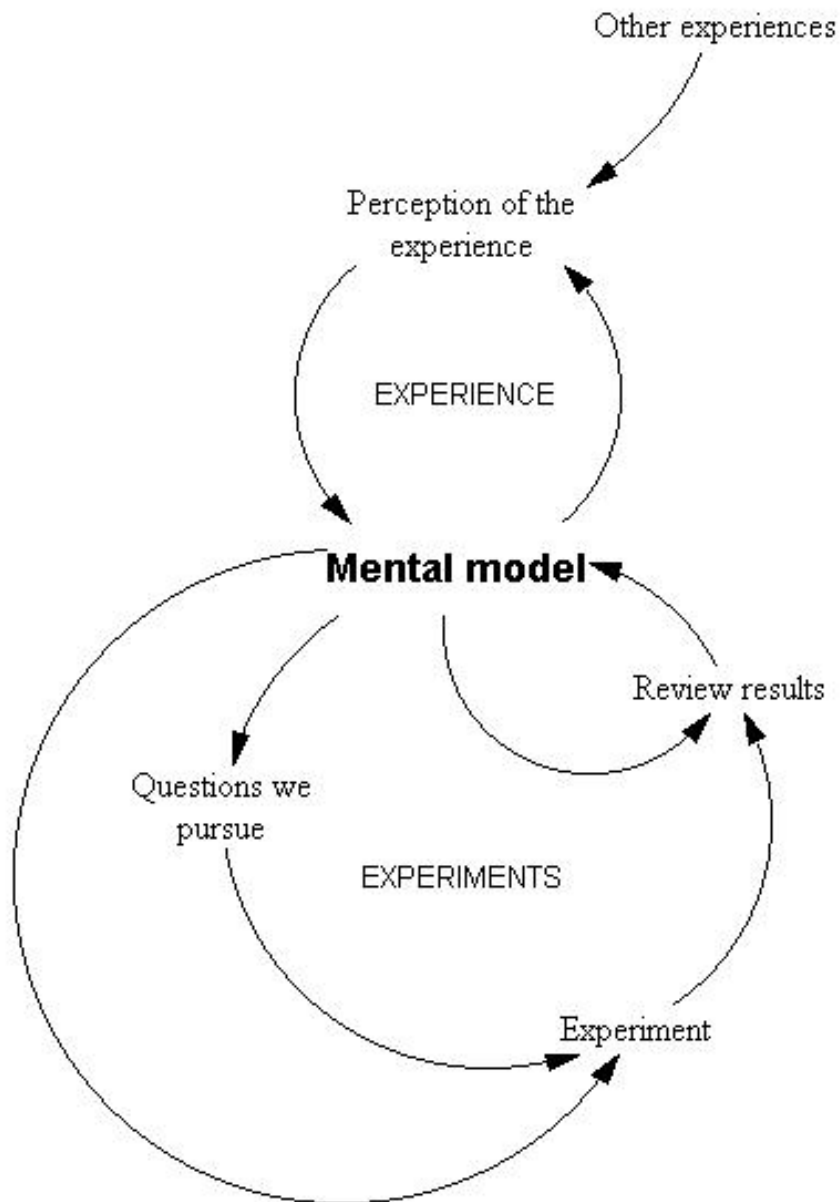 Other experiences
Perception of the
experience
EXPERIENCE
Mental model
Review results
Questions we
pursue
EXPERIMENTS
Experiment